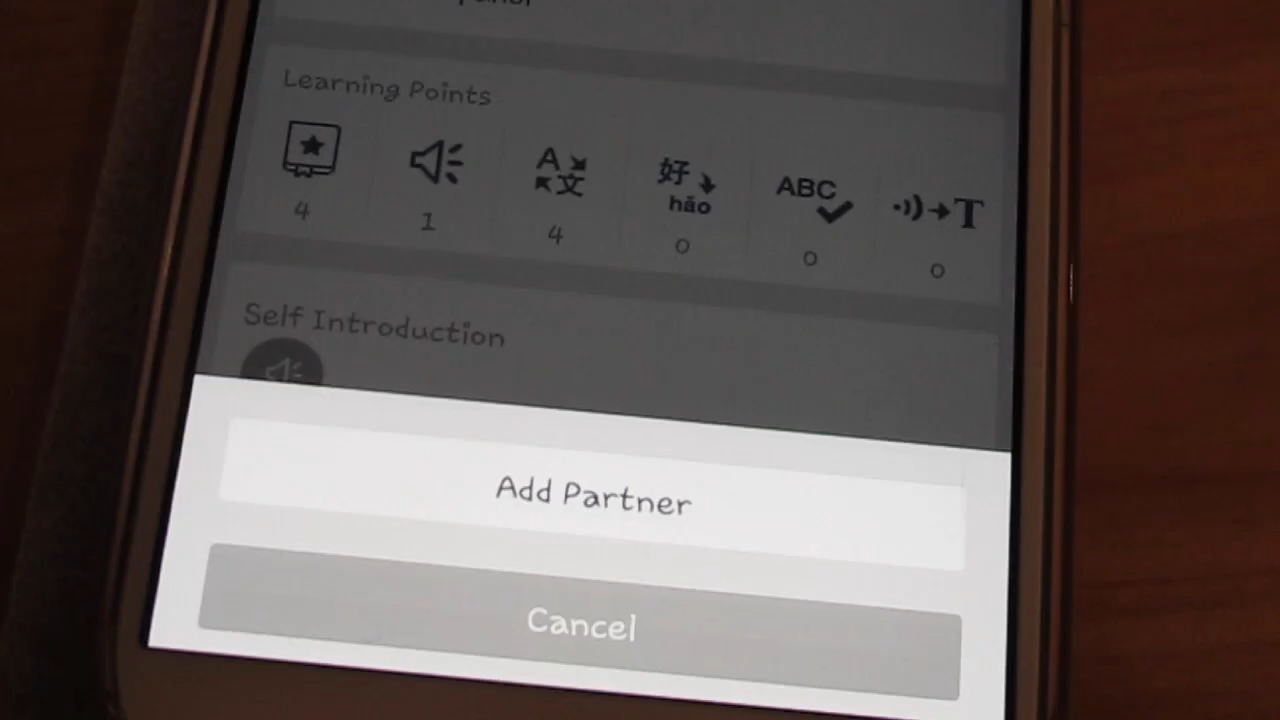 Learning Points
A 文
好 hǎo
ABC
T
4 1 4 0 0 0
Self Introduction
Add Partner
Cancel